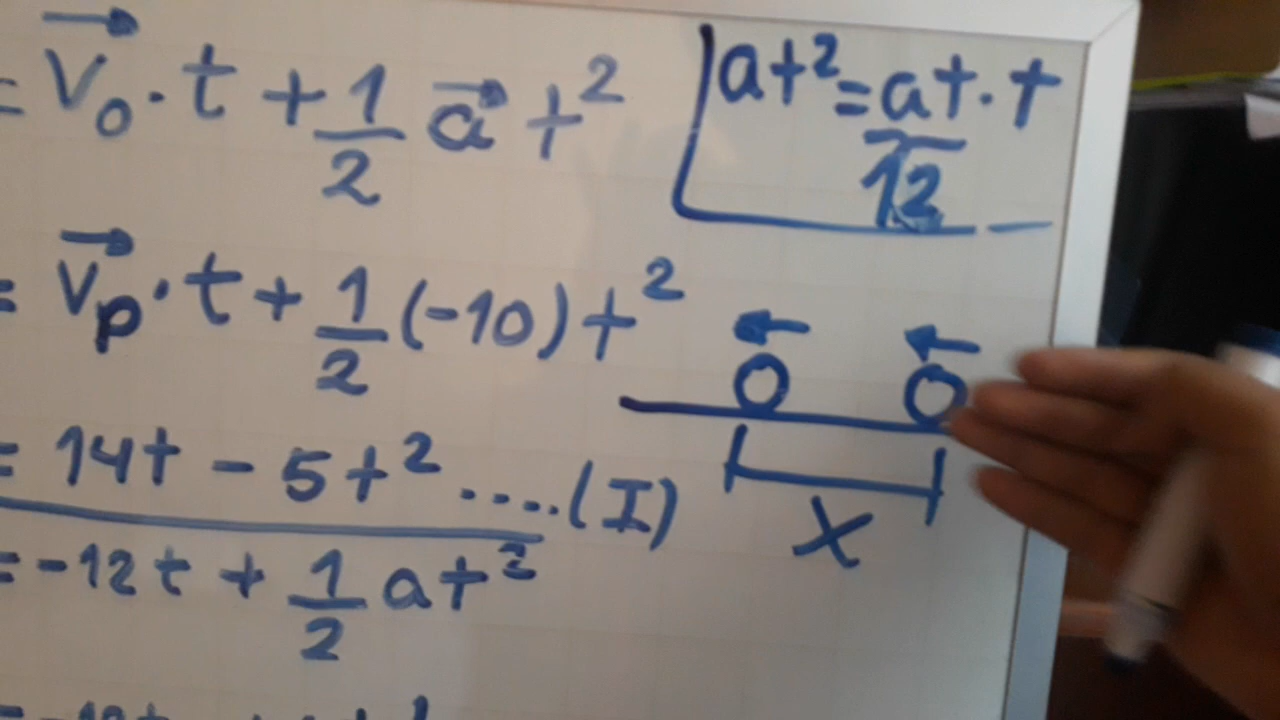 = V₀ · t + 1/2 a t²
at² = at · t
12
= Vp · t + 1/2 (-10) t²
= 14t - 5t² ....(I)
X
= -12t + 1/2 at²